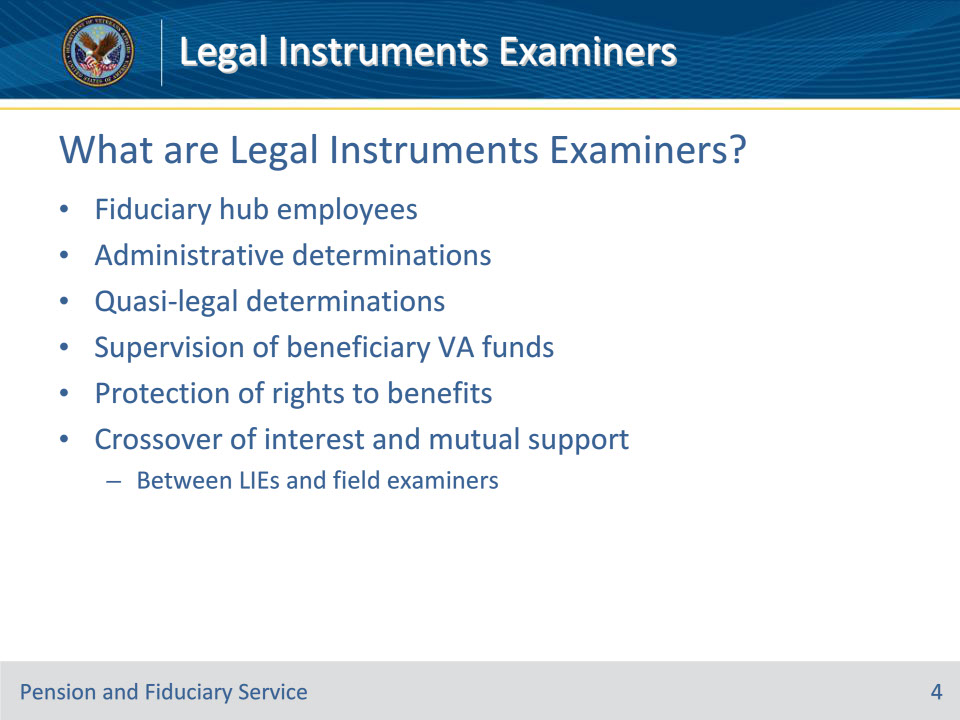 Legal Instruments Examiners
What are Legal Instruments Examiners?
• Fiduciary hub employees
• Administrative determinations
• Quasi-legal determinations
• Supervision of beneficiary VA funds
• Protection of rights to benefits
• Crossover of interest and mutual support
– Between LIEs and field examiners
Pension and Fiduciary Service
4